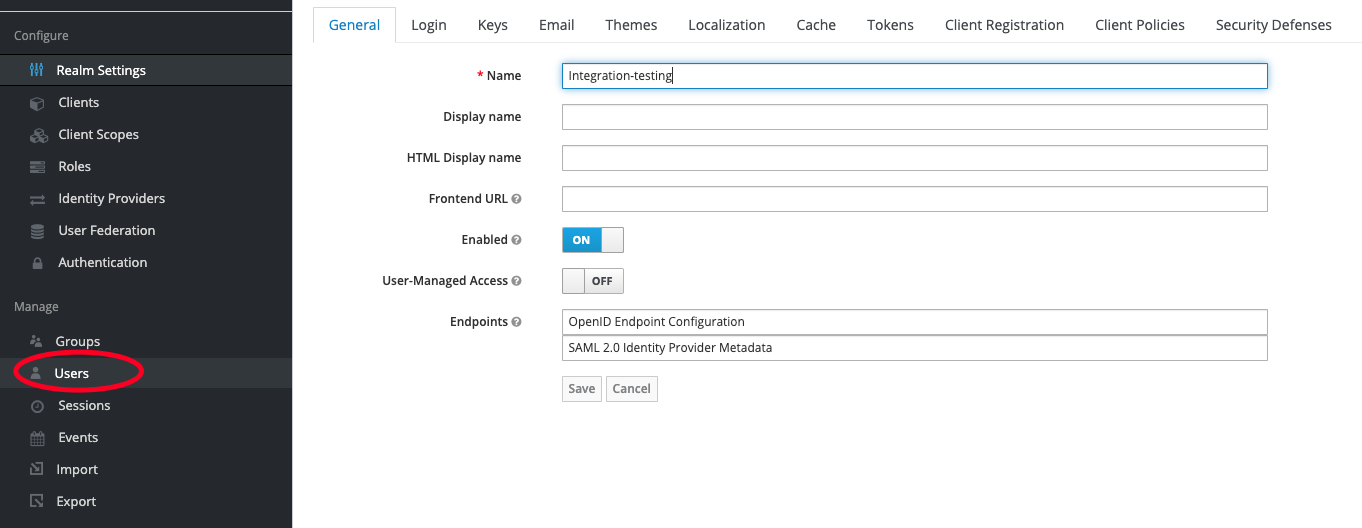 Configure
Realm Settings
Clients
Client Scopes
Roles
Identity Providers
User Federation
Authentication
Manage
Groups
Users
Sessions
Events
Import
Export
General Login Keys Email Themes Localization Cache Tokens Client Registration Client Policies Security Defenses
* Name Integration-testing
Display name
HTML Display name
Frontend URL ?
Enabled ? ON
User-Managed Access ? OFF
Endpoints ? OpenID Endpoint Configuration
SAML 2.0 Identity Provider Metadata
Save Cancel